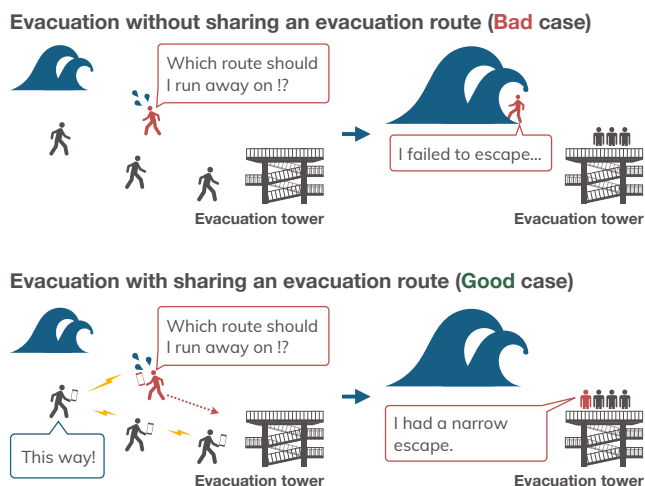 Evacuation without sharing an evacuation route (Bad case)
Which route should
I run away on !?
I failed to escape...
Evacuation tower
Evacuation tower
Evacuation with sharing an evacuation route (Good case)
Which route should
I run away on !?
This way!
I had a narrow
escape.
Evacuation tower
Evacuation tower